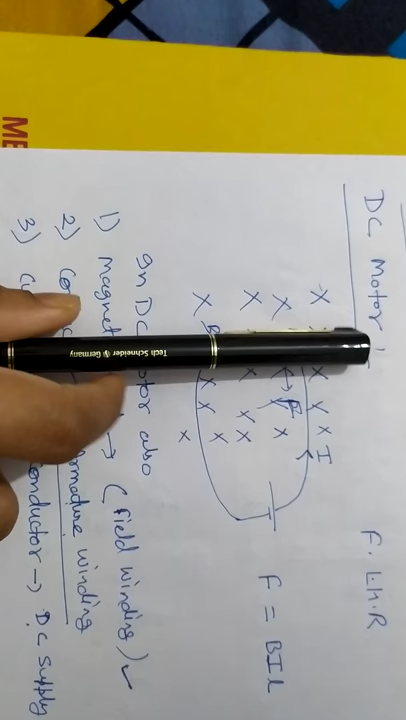 DC Motor
F.L.H.R
X X X X
I
F = BIl
In DC motor also
1) Magnet → (field winding) ✓
2) armature winding
3) conductor → DC supply
Tech Schneider Germany
ME